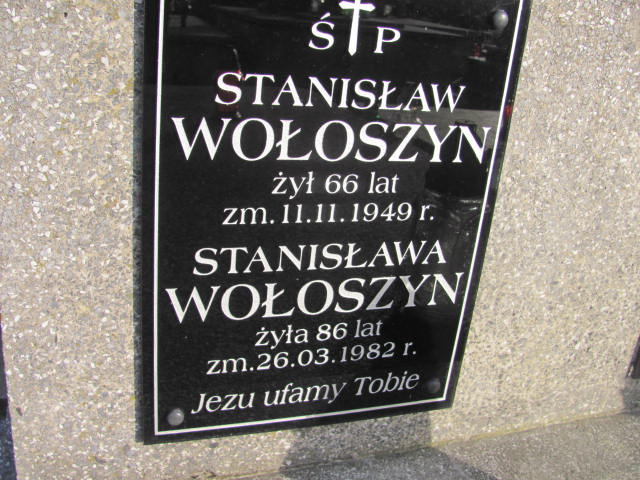 Ś P
STANISŁAW
WOŁOSZYN
żył 66 lat
zm. 11.11.1949 r.
STANISŁAWA
WOŁOSZYN
żyła 86 lat
zm. 26.03.1982 r.
Jezu ufamy Tobie